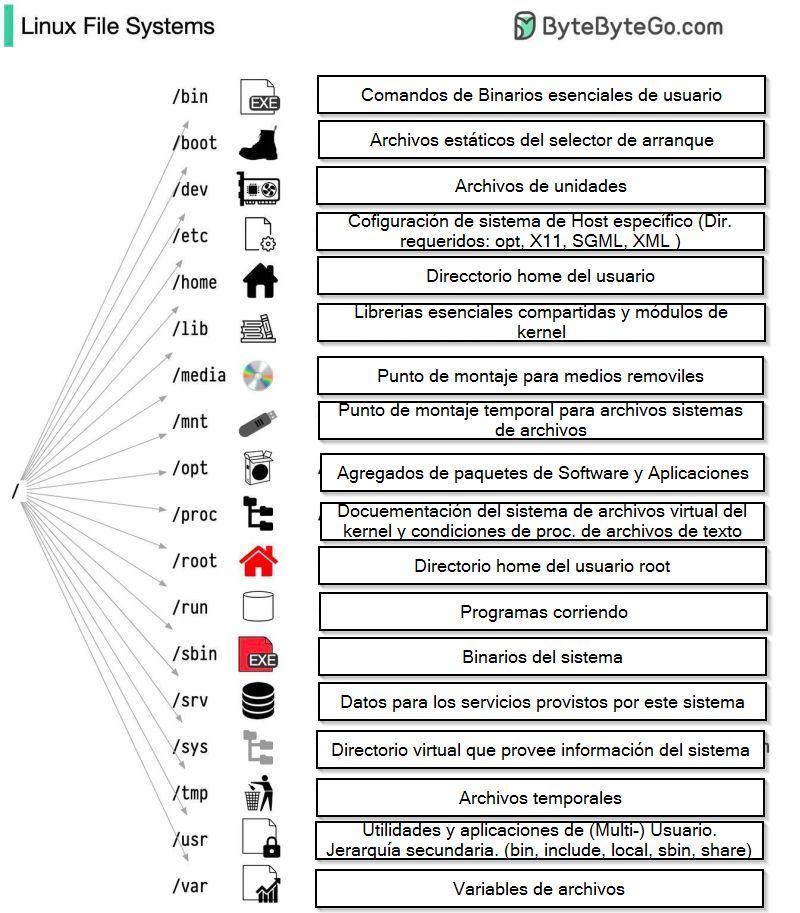 Linux File Systems
ByteByteGo.com
/bin
EXE
Comandos de Binarios esenciales de usuario
/boot
Archivos estáticos del selector de arranque
/dev
Archivos de unidades
/etc
Cofiguración de sistema de Host específico (Dir.
requeridos: opt, X11, SGML, XML )
/home
Direcctorio home del usuario
/lib
Librerias esenciales compartidas y módulos de
kernel
/media
Punto de montaje para medios removiles
/mnt
Punto de montaje temporal para archivos sistemas
de archivos
/opt
Agregados de paquetes de Software y Aplicaciones
/
/proc
Docuementación del sistema de archivos virtual del
kernel y condiciones de proc. de archivos de texto
/root
Directorio home del usuario root
/run
Programas corriendo
/sbin
EXE
Binarios del sistema
/srv
Datos para los servicios provistos por este sistema
/sys
Directorio virtual que provee información del sistema
/tmp
Archivos temporales
/usr
Utilidades y aplicaciones de (Multi-) Usuario.
Jerarquía secundaria. (bin, include, local, sbin, share)
/var
Variables de archivos